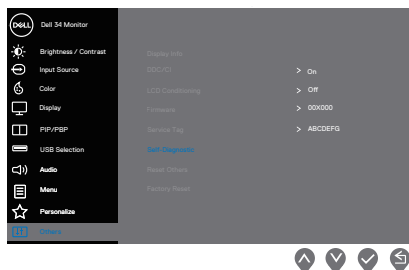 DELL Dell 34 Monitor
Brightness / Contrast
Input Source
Color
Display
PIP/PBP
USB Selection
Audio
Menu
Personalize
Others
Display Info
DDC/CI > On
LCD Conditioning > Off
Firmware > 00X000
Service Tag > ABCDEFG
Self-Diagnostic
Reset Others
Factory Reset